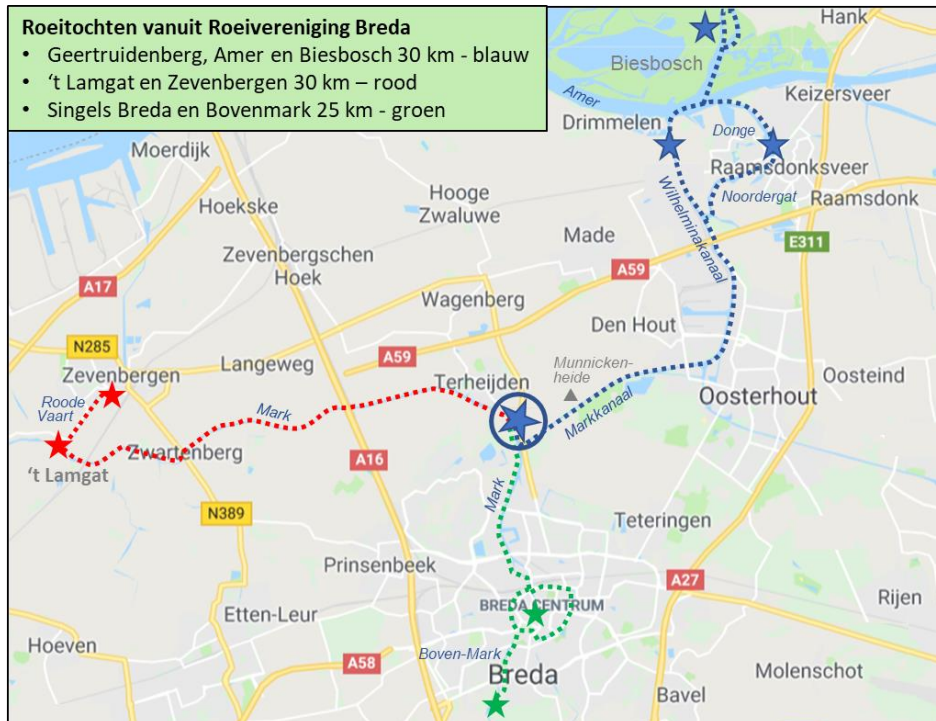 Roeitochten vanuit Roeivereniging Breda
• Geertruidenberg, Amer en Biesbosch 30 km - blauw
• ‘t Lamgat en Zevenbergen 30 km – rood
• Singels Breda en Bovenmark 25 km - groen
Hank
Biesbosch
Keizersveer
Amer
Drimmelen
Donge
Moerdijk
Raamsdonksveer
Hooge
Zwaluwe
Noordergat
Raamsdonk
Hoekske
Wilhelminakanaal
Made
E311
Zevenbergschen
Hoek
A59
A17
Wagenberg
Den Hout
N285
Langeweg
A59
Munnicken-
heide
Zevenbergen
Terheijden
Oosteind
Roode
Vaart
Mark
Markkanaal
Oosterhout
Zwartenberg
‘t Lamgat
A16
Mark
N389
Teteringen
Prinsenbeek
A27
BREDA CENTRUM
Rijen
Etten-Leur
Hoeven
Boven-Mark
A58
Breda
Molenschot
Bavel